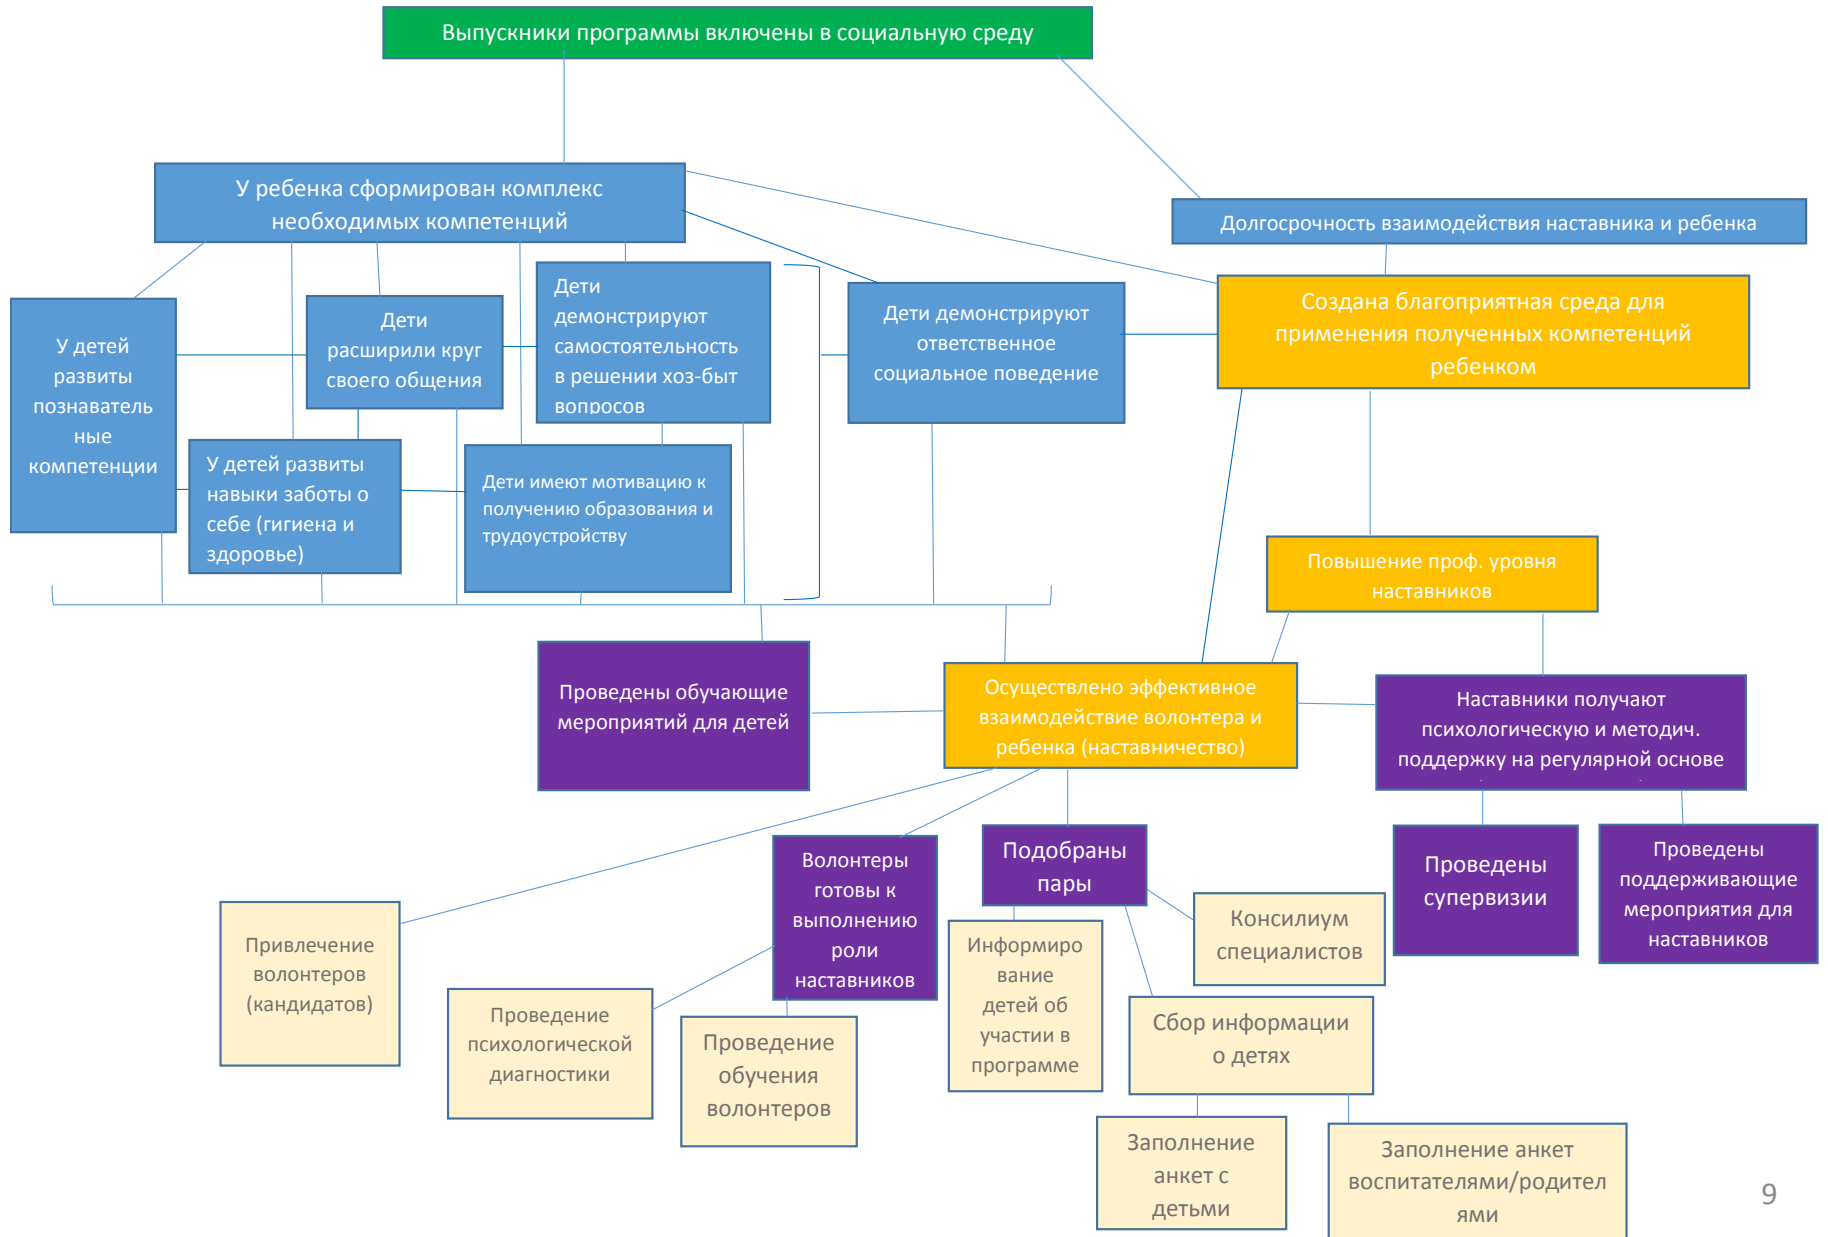 Выпускники программы включены в социальную среду
У ребенка сформирован комплекс
необходимых компетенций
Долгосрочность взаимодействия наставника и ребенка
У детей
развиты
познаватель
ные
компетенции
Дети
расширили круг
своего общения
Дети
демонстрируют
самостоятельность
в решении хоз-быт
вопросов
Дети демонстрируют
ответственное
социальное поведение
Создана благоприятная среда для
применения полученных компетенций
ребенком
У детей развиты
навыки заботы о
себе (гигиена и
здоровье)
Дети имеют мотивацию к
получению образования и
трудоустройству
Повышение проф. уровня
наставников
Проведены обучающие
мероприятий для детей
Осуществлено эффективное
взаимодействие волонтера и
ребенка (наставничество)
Наставники получают
психологическую и методич.
поддержку на регулярной основе
Волонтеры
готовы к
выполнению
роли
наставников
Подобраны
пары
Проведены
супервизии
Проведены
поддерживающие
мероприятия для
наставников
Привлечение
волонтеров
(кандидатов)
Проведение
психологической
диагностики
Проведение
обучения
волонтеров
Информиро
вание
детей об
участии в
программе
Консилиум
специалистов
Сбор информации
о детях
Заполнение
анкет с
детьми
Заполнение анкет
воспитателями/родител
ями
9